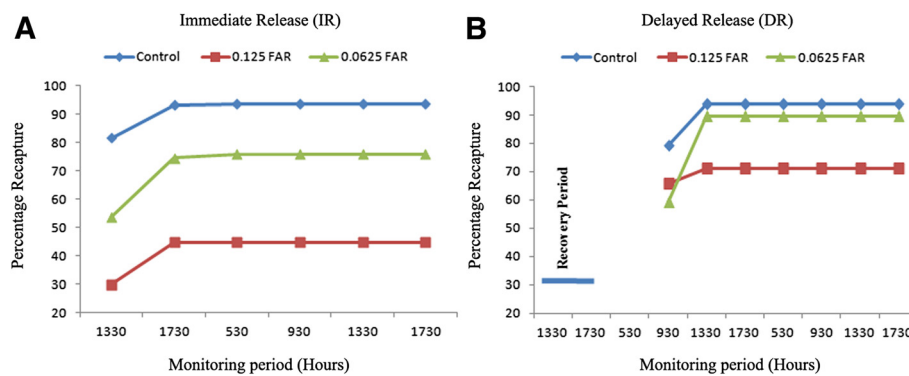 A
Immediate Release (IR)
Control 0.125 FAR 0.0625 FAR
Percentage Recapture
100
90
80
70
60
50
40
30
20
1330 1730 530 930 1330 1730
Monitoring period (Hours)
B
Delayed Release (DR)
Control 0.125 FAR 0.0625 FAR
Percentage Recapture
100
90
80
70
60
50
40
30
20
Recovery Period
1330 1730 530 930 1330 1730 530 930 1330 1730
Monitoring period (Hours)